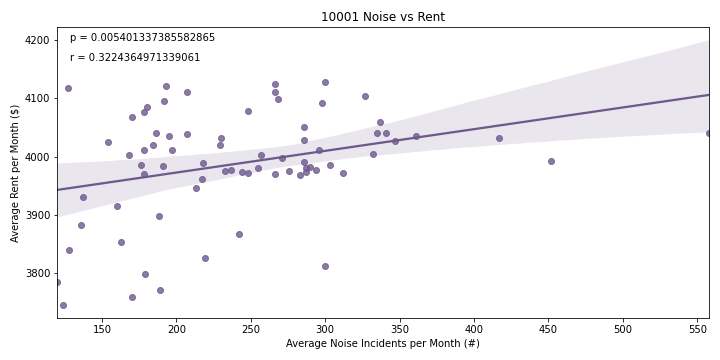 10001 Noise vs Rent
p = 0.005401337385582865
r = 0.3224364971339061
4200
4100
4000
3900
3800
Average Rent per Month ($)
150 200 250 300 350 400 450 500 550
Average Noise Incidents per Month (#)